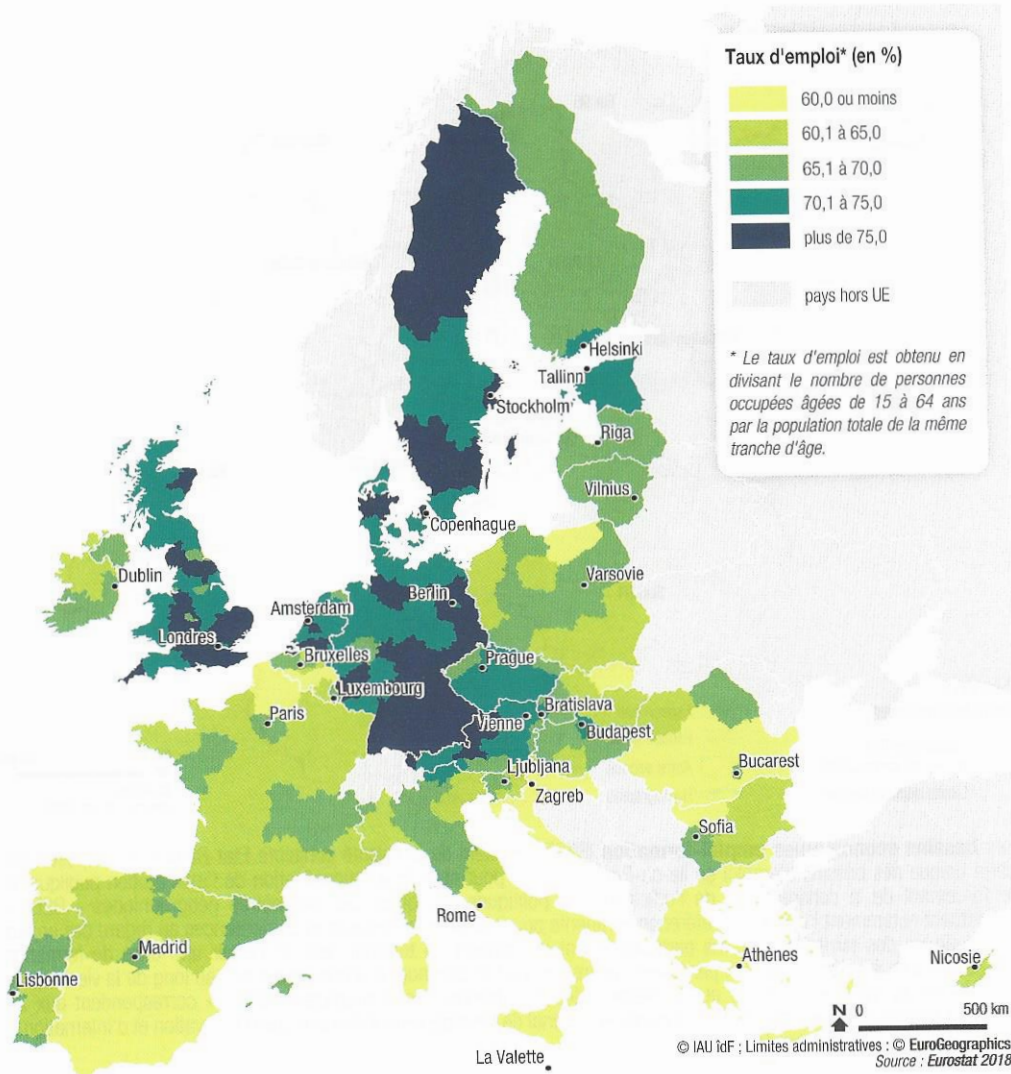 Taux d'emploi* (en %)
60,0 ou moins
60,1 à 65,0
65,1 à 70,0
70,1 à 75,0
plus de 75,0
pays hors UE
* Le taux d'emploi est obtenu en
divisant le nombre de personnes
occupées âgées de 15 à 64 ans
par la population totale de la même
tranche d'âge.
Helsinki
Tallinn
Stockholm
Riga
Vilnius
Copenhague
Dublin
Varsovie
Berlin
Amsterdam
Londres
Bruxelles
Prague
Luxembourg
Paris
Vienne
Bratislava
Budapest
Ljubljana
Zagreb
Bucarest
Sofia
Rome
Madrid
Lisbonne
Athènes
Nicosie
La Valette
N 0 500 km
© IAU îdF ; Limites administratives : © EuroGeographics
Source : Eurostat 2018